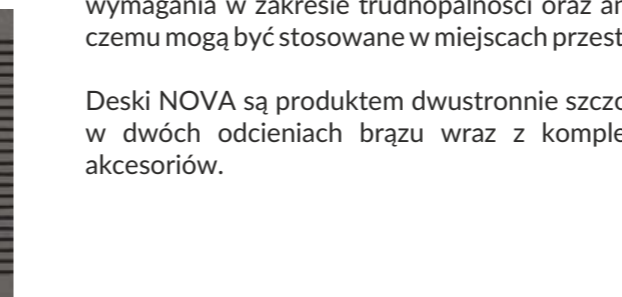 wymagania w zakresie trudnopalności oraz
czemu mogą być stosowane w miejscach
Deski NOVA są produktem dwustronnie
w dwóch odcieniach brązu wraz z
akcesoriów.